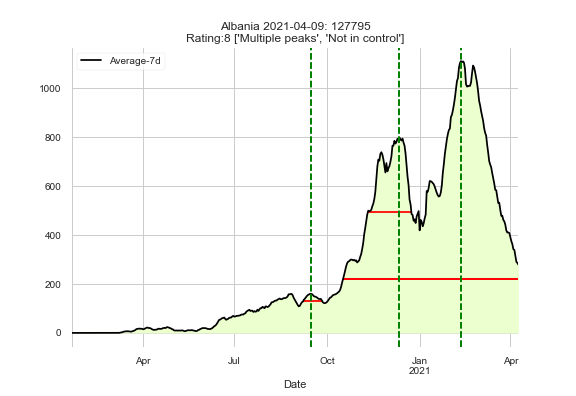 Albania 2021-04-09: 127795
Rating:8 ['Multiple peaks', 'Not in control']
Average-7d
1000
800
600
400
200
0
Apr
Jul
Oct
Jan
2021
Apr
Date